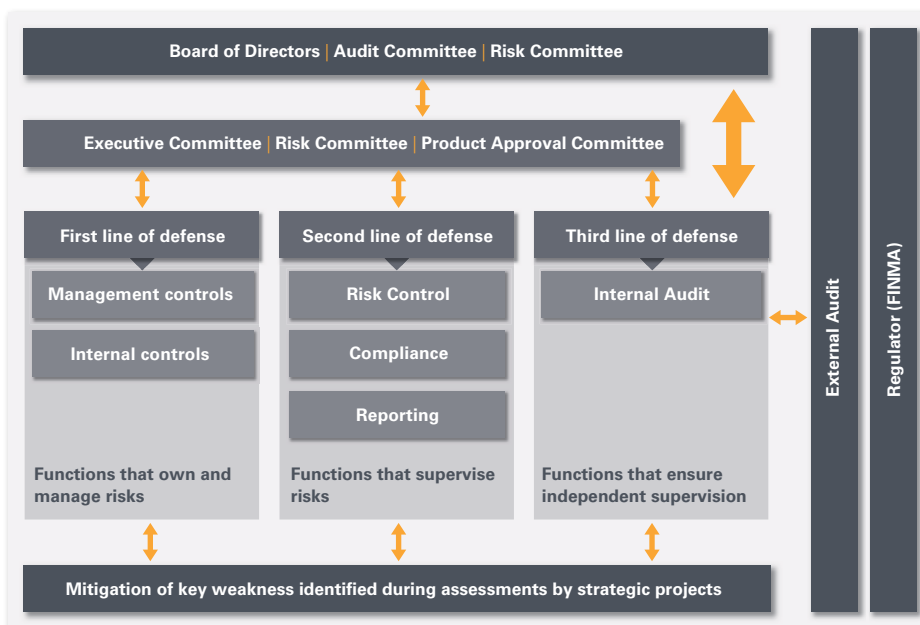 Board of Directors | Audit Committee | Risk Committee
Executive Committee | Risk Committee | Product Approval Committee
First line of defense
Management controls
Internal controls
Functions that own and
manage risks
Second line of defense
Risk Control
Compliance
Reporting
Functions that supervise
risks
Third line of defense
Internal Audit
Functions that ensure
independent supervision
Mitigation of key weakness identified during assessments by strategic projects
External Audit
Regulator (FINMA)